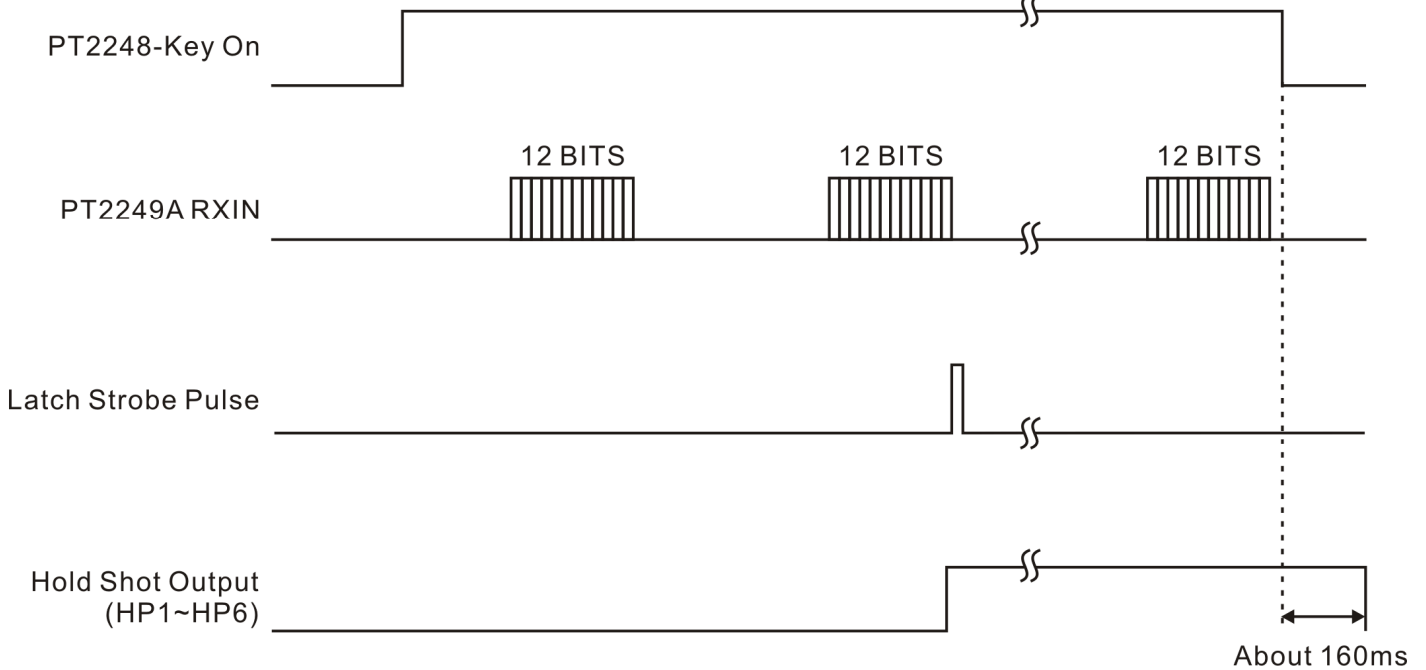 PT2248-Key On
12 BITS 12 BITS 12 BITS
PT2249A RXIN
Latch Strobe Pulse
Hold Shot Output
(HP1~HP6)
About 160ms